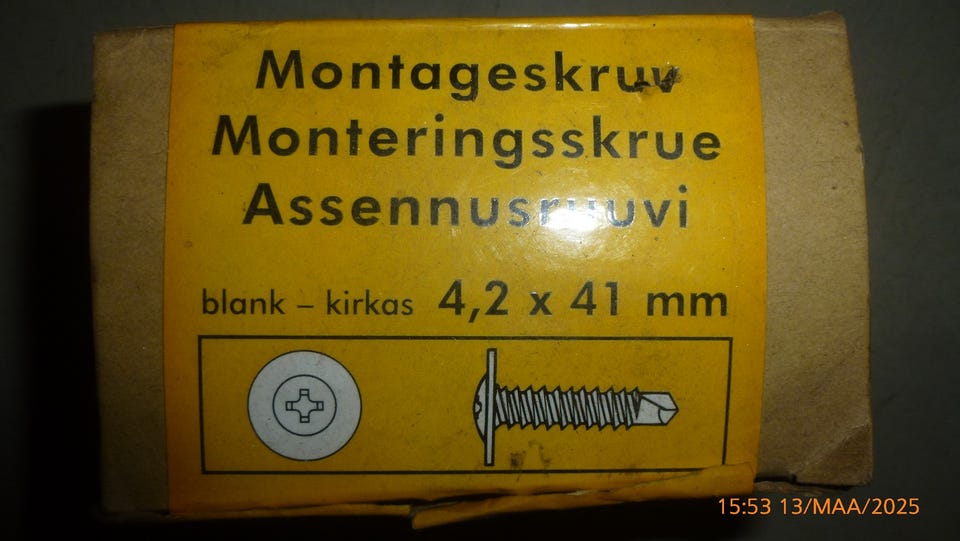 Montageskruv
Monteringsskrue
Assennusruuvi
blank – kirkas 4,2 x 41 mm
15:53 13/MAA/2025